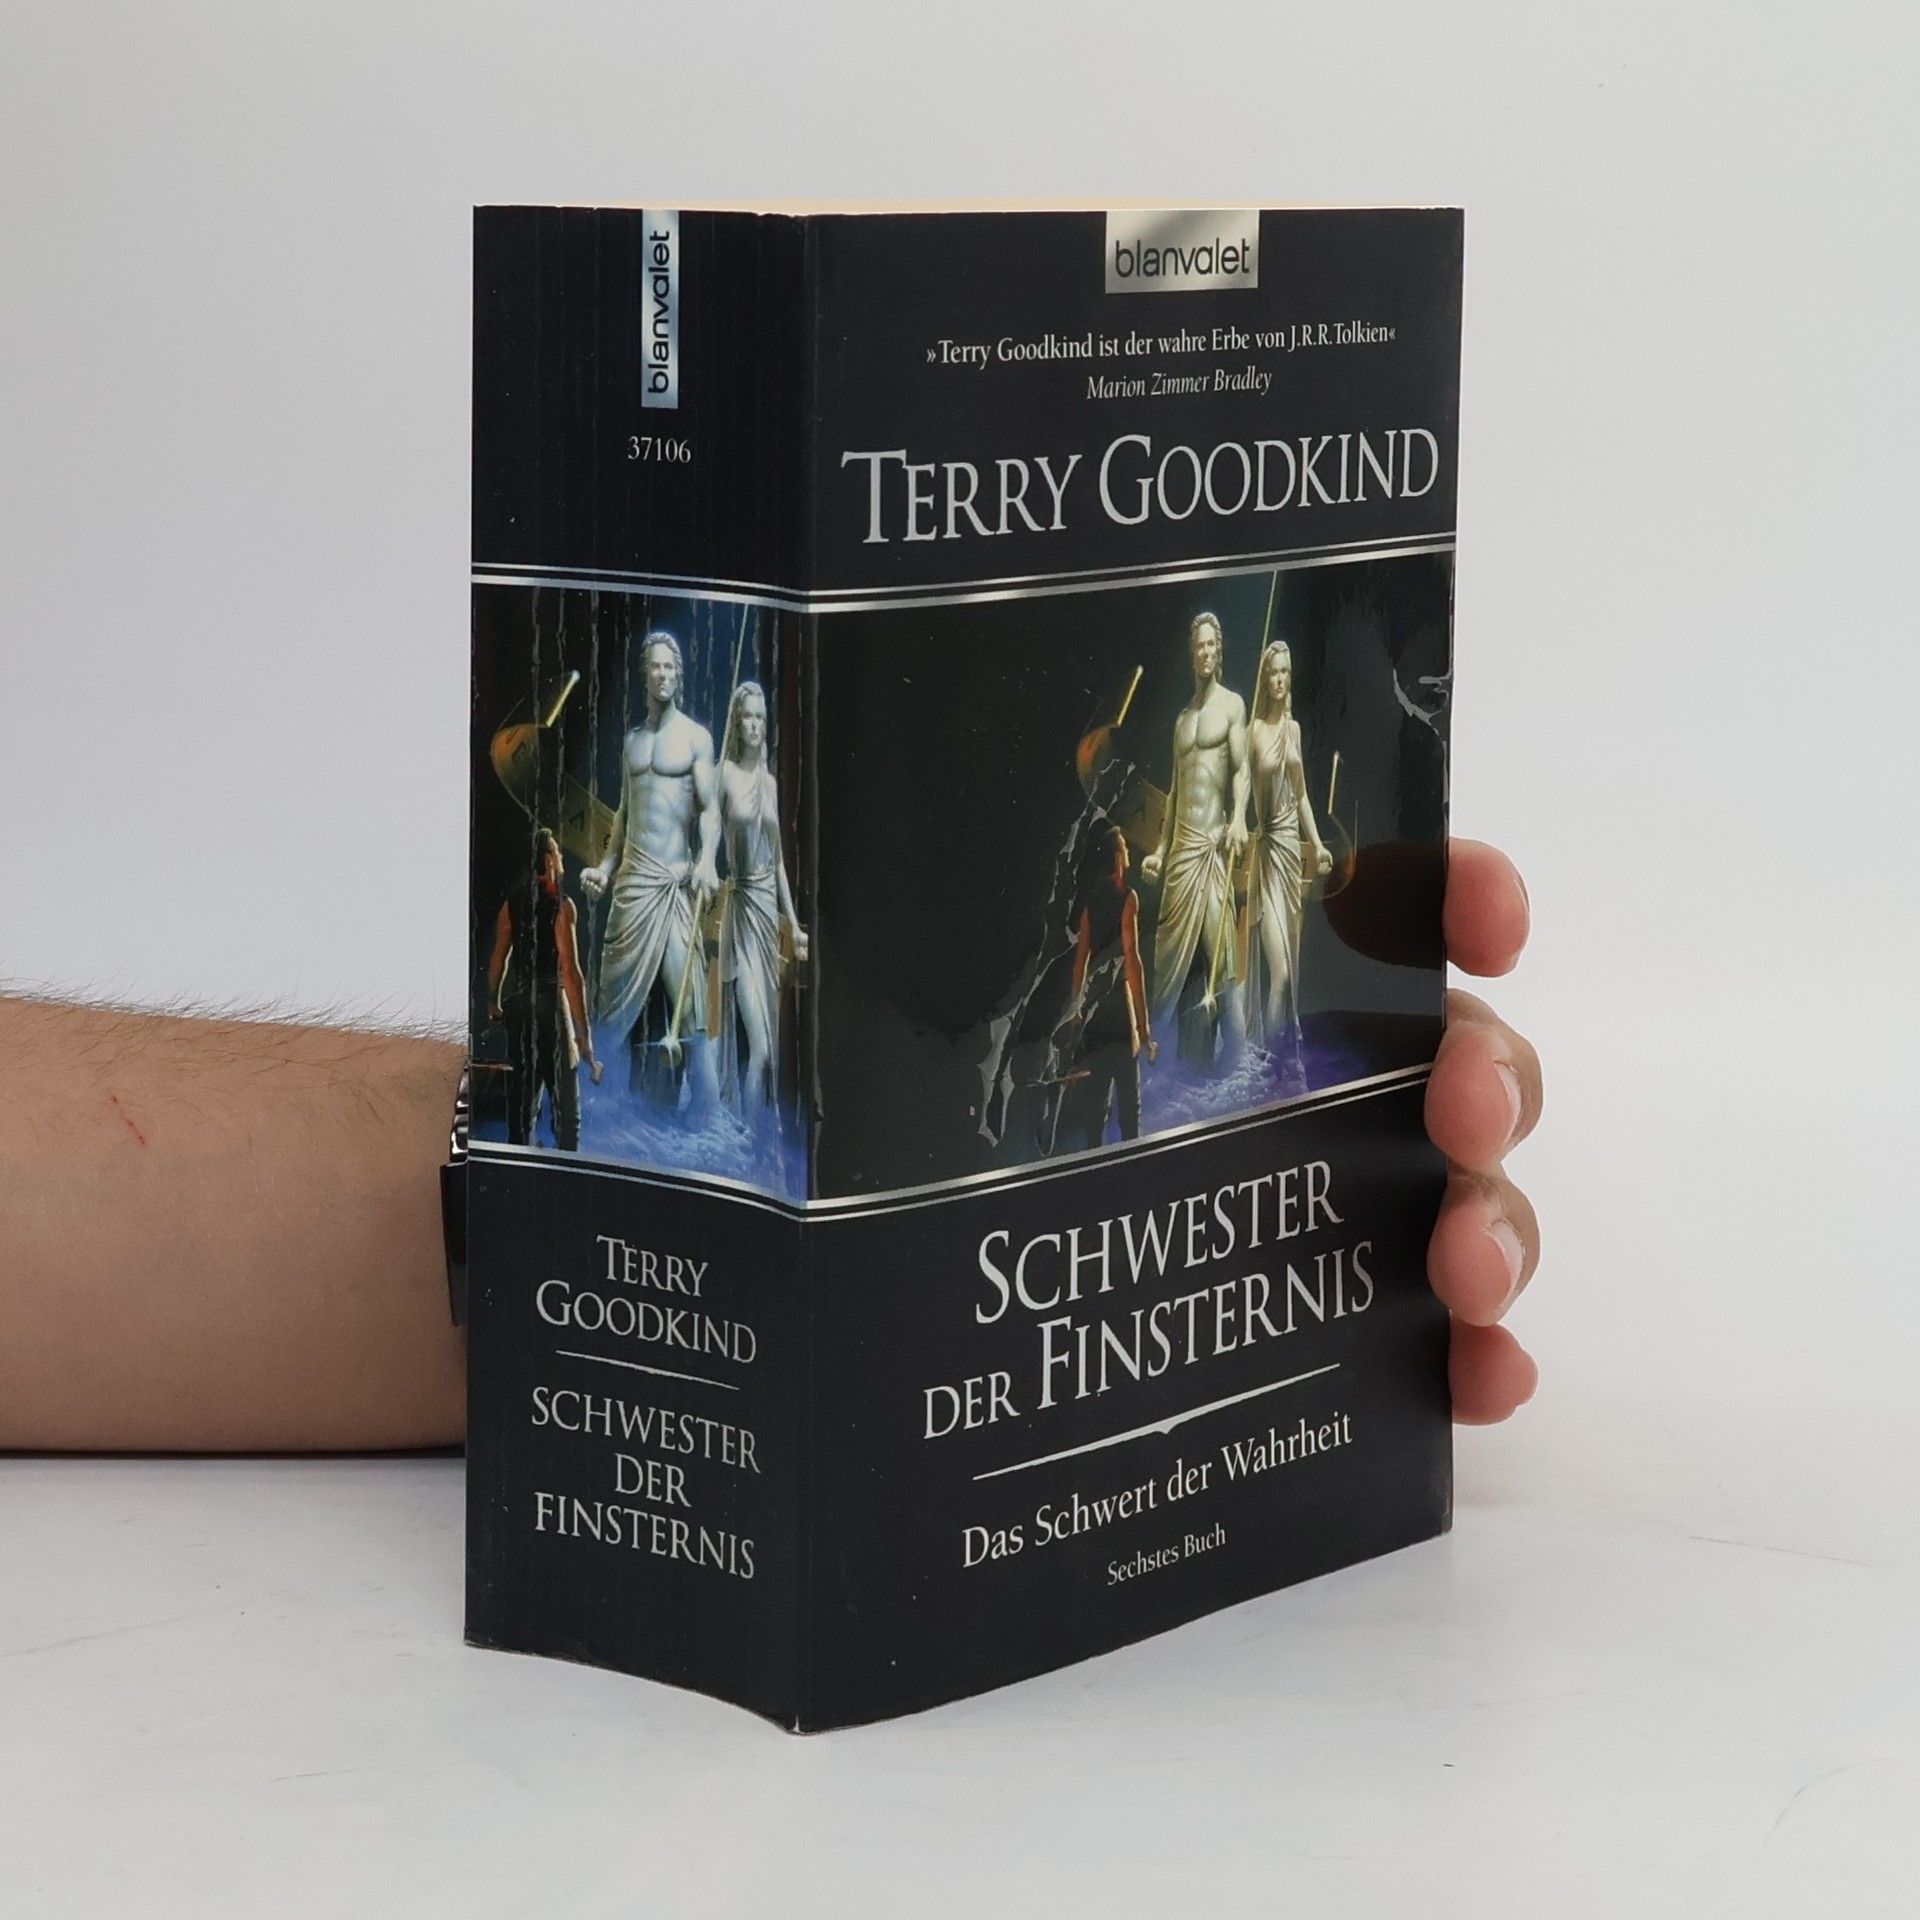 blanvalet
37106
TERRY
GOODKIND
SCHWESTER
DER
FINSTERNIS
blanvalet
»Terry Goodkind ist der wahre Erbe von J.R.R.Tolkien«
Marion Zimmer Bradley
TERRY GOODKIND
SCHWESTER
DER FINSTERNIS
Das Schwert der Wahrheit
Sechstes Buch